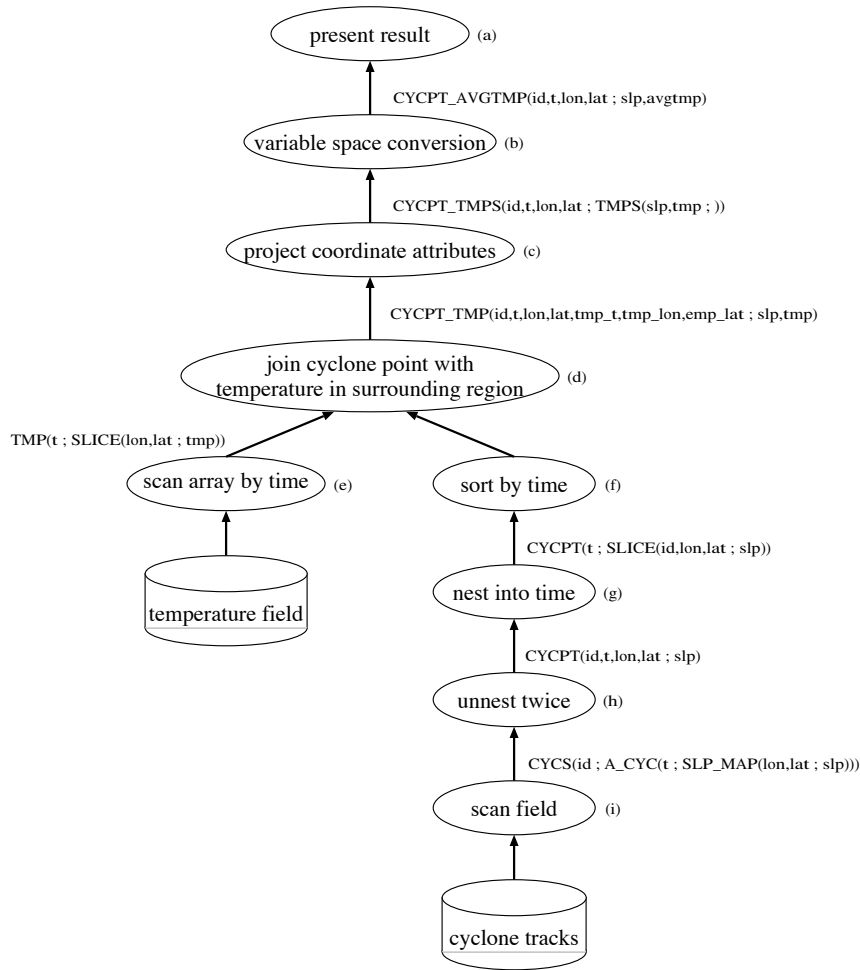 present result
(a)
CYCPT_AVGTMP(id,t,lon,lat ; slp,avgtmp)
variable space conversion
(b)
CYCPT_TMPS(id,t,lon,lat ; TMPS(slp,tmp ; ))
project coordinate attributes
(c)
CYCPT_TMP(id,t,lon,lat,tmp_t,tmp_lon,emp_lat ; slp,tmp)
join cyclone point with
temperature in surrounding region
(d)
TMP(t ; SLICE(lon,lat ; tmp))
scan array by time
(e)
sort by time
(f)
CYCPT(t ; SLICE(id,lon,lat ; slp))
temperature field
nest into time
(g)
CYCPT(id,t,lon,lat ; slp)
unnest twice
(h)
CYCS(id ; A_CYC(t ; SLP_MAP(lon,lat ; slp)))
scan field
(i)
cyclone tracks